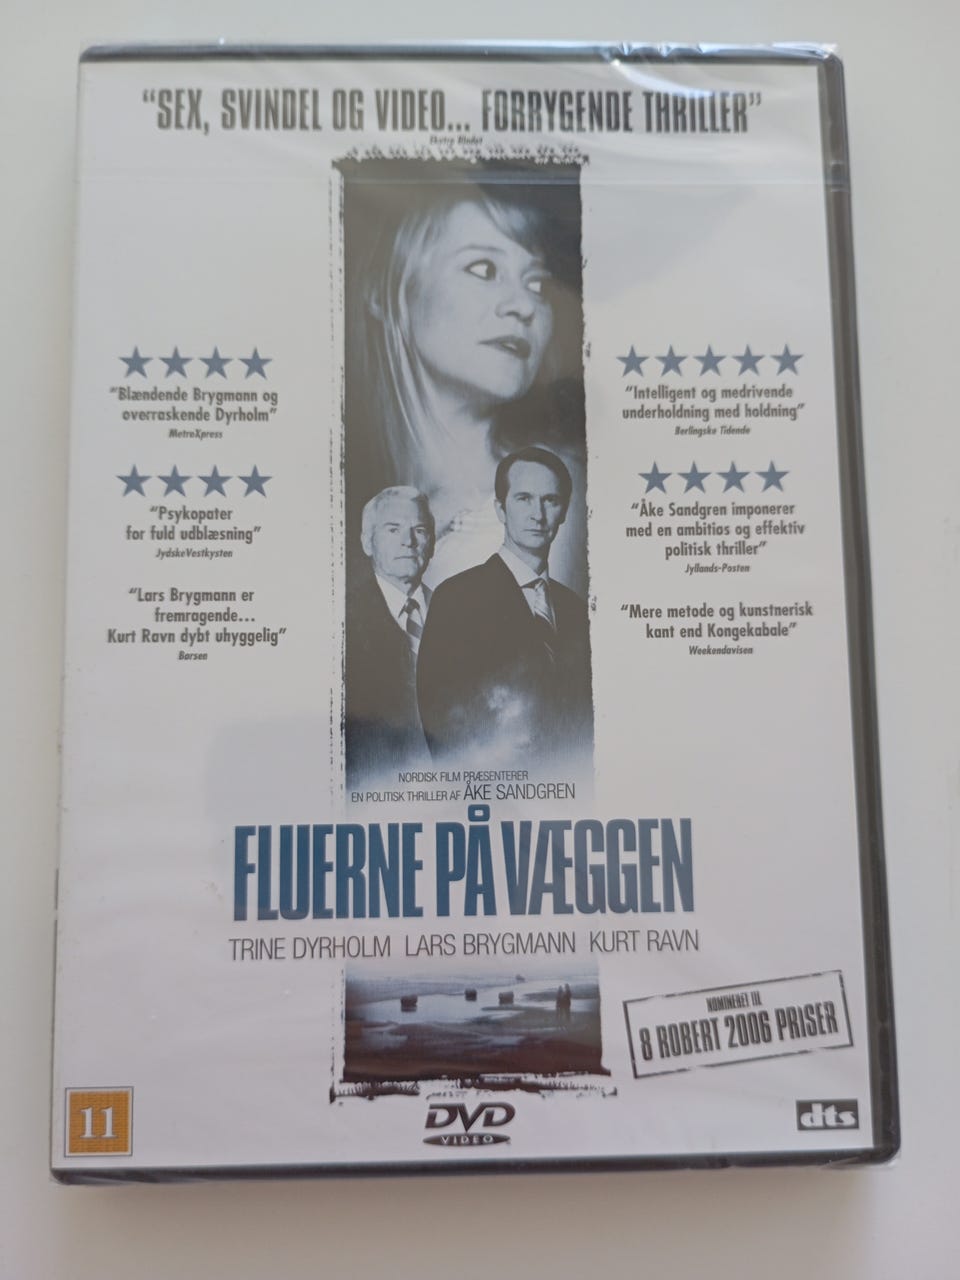 “SEX, SVINDEL OG VIDEO... FORRYGENDE THRILLER”
Ekstra Bladet
“Blændende Brygmann og
overraskende Dyrholm”
MetroXpress
“Psykopater
for fuld udblæsning”
JydskeVestkysten
“Lars Brygmann er
fremragende...
Kurt Ravn dybt uhyggelig”
Børsen
“Intelligent og medrivende
underholdning med holdning”
Berlingske Tidende
“Åke Sandgren imponerer
med en ambitiøs og effektiv
politisk thriller”
Jyllands-Posten
“Mere metode og kunstnerisk
kant end Kongekabale”
Weekendavisen
NORDISK FILM PRÆSENTERER
EN POLITISK THRILLER AF ÅKE SANDGREN
FLUERNE PÅ VÆGGEN
TRINE DYRHOLM LARS BRYGMANN KURT RAVN
NOMINERET TIL
8 ROBERT 2006 PRISER
11
DVD
VIDEO
dts